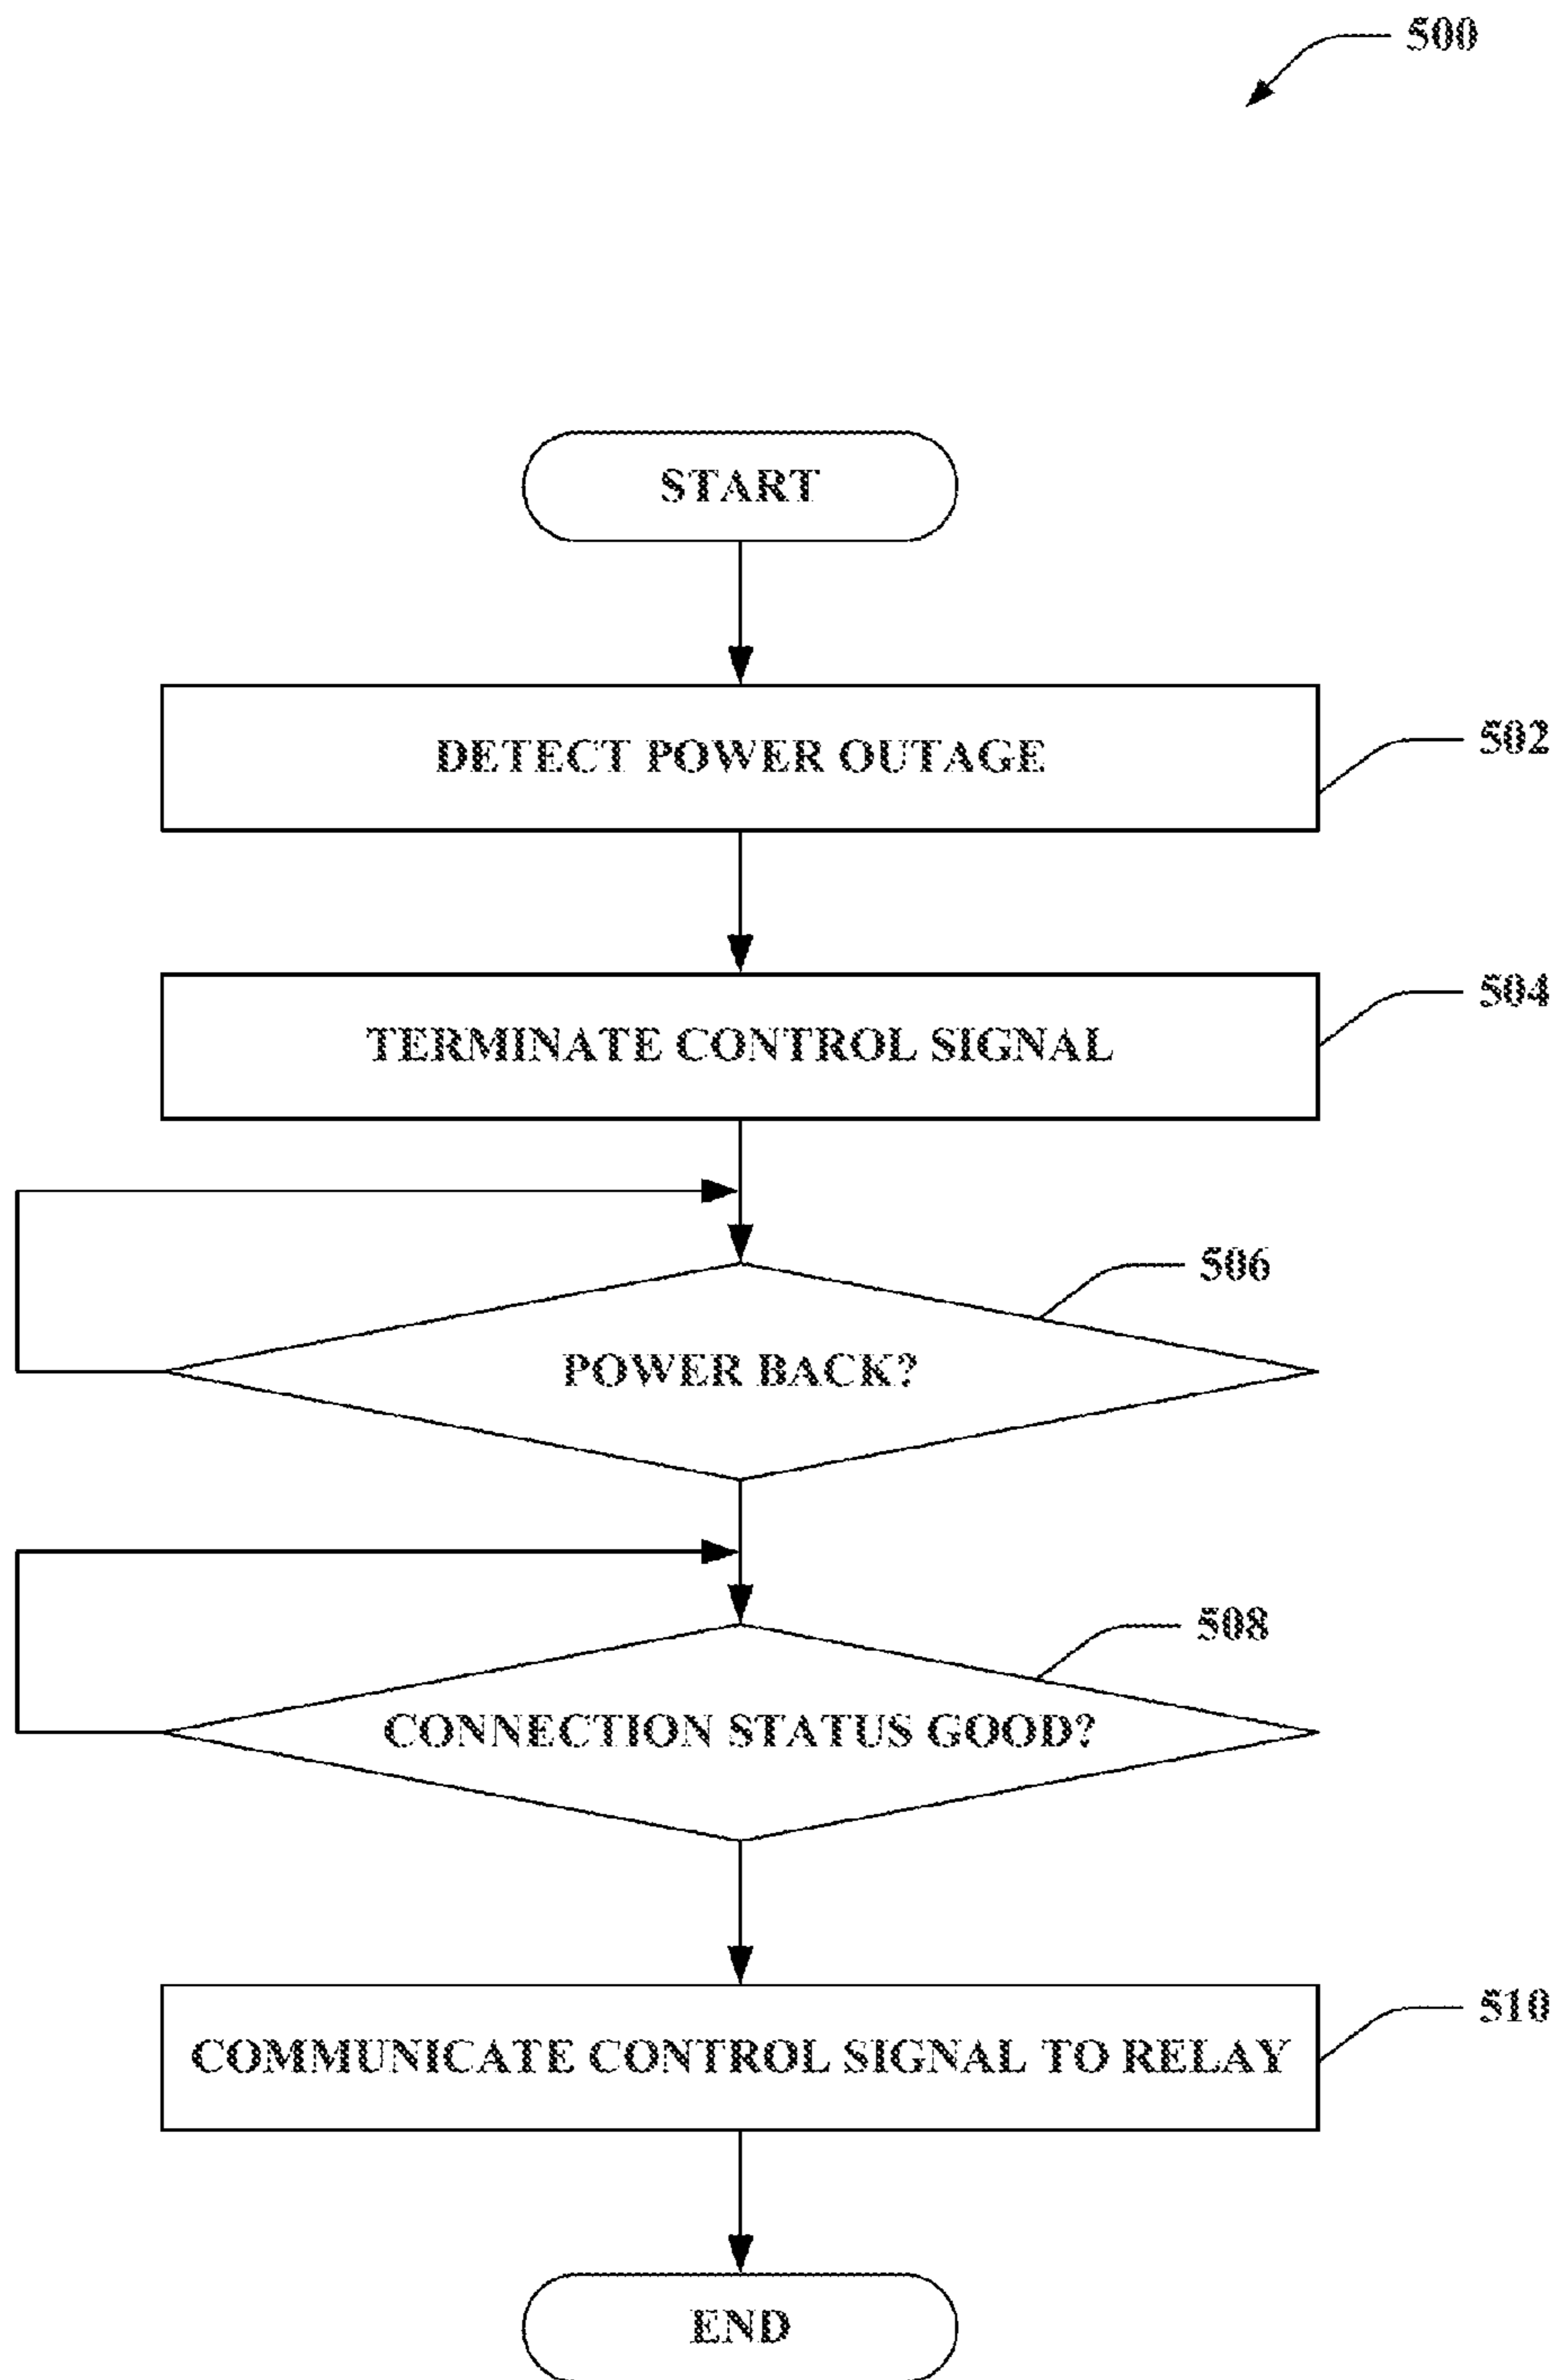 500
START
DETECT POWER OUTAGE
502
TERMINATE CONTROL SIGNAL
504
506
POWER BACK?
508
CONNECTION STATUS GOOD?
COMMUNICATE CONTROL SIGNAL TO RELAY
510
END